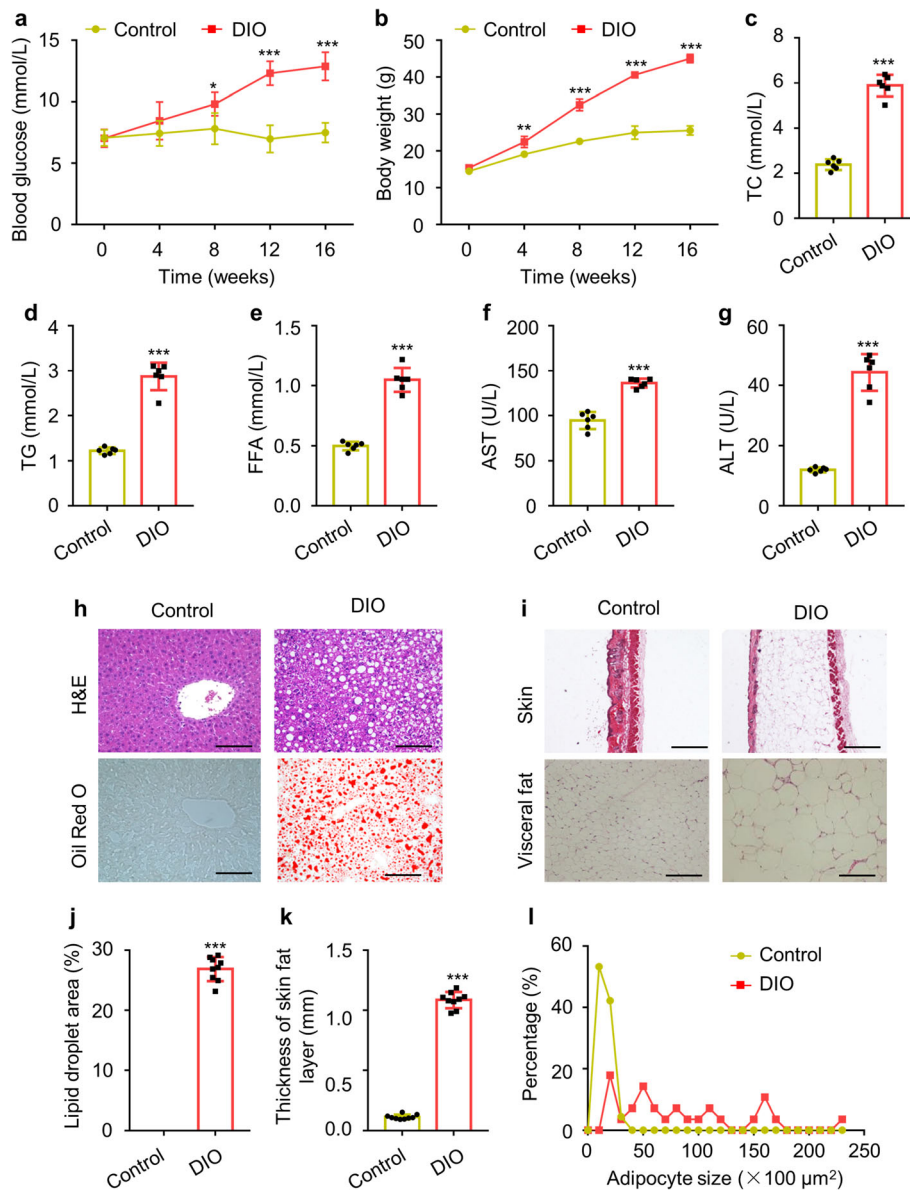 a
Control
DIO
Blood glucose (mmol/L)
15
10
5
0
*
***
***
0
4
8
12
16
Time (weeks)
b
Control
DIO
Body weight (g)
50
40
30
20
10
0
**
***
***
***
0
4
8
12
16
Time (weeks)
c
TC (mmol/L)
8
6
4
2
0
***
Control
DIO
d
TG (mmol/L)
4
3
2
1
0
***
Control
DIO
e
FFA (mmol/L)
1.5
1.0
0.5
0.0
***
Control
DIO
f
AST (U/L)
200
150
100
50
0
***
Control
DIO
g
ALT (U/L)
60
40
20
0
***
Control
DIO
h
Control
DIO
H&E
Oil Red O
i
Control
DIO
Skin
Visceral fat
j
Lipid droplet area (%)
30
20
10
0
***
Control
DIO
k
Thickness of skin fat
layer (mm)
1.5
1.0
0.1
0.0
***
Control
DIO
l
Control
DIO
Percentage (%)
60
40
20
0
0
50
100
150
200
250
Adipocyte size (×100 μm²)